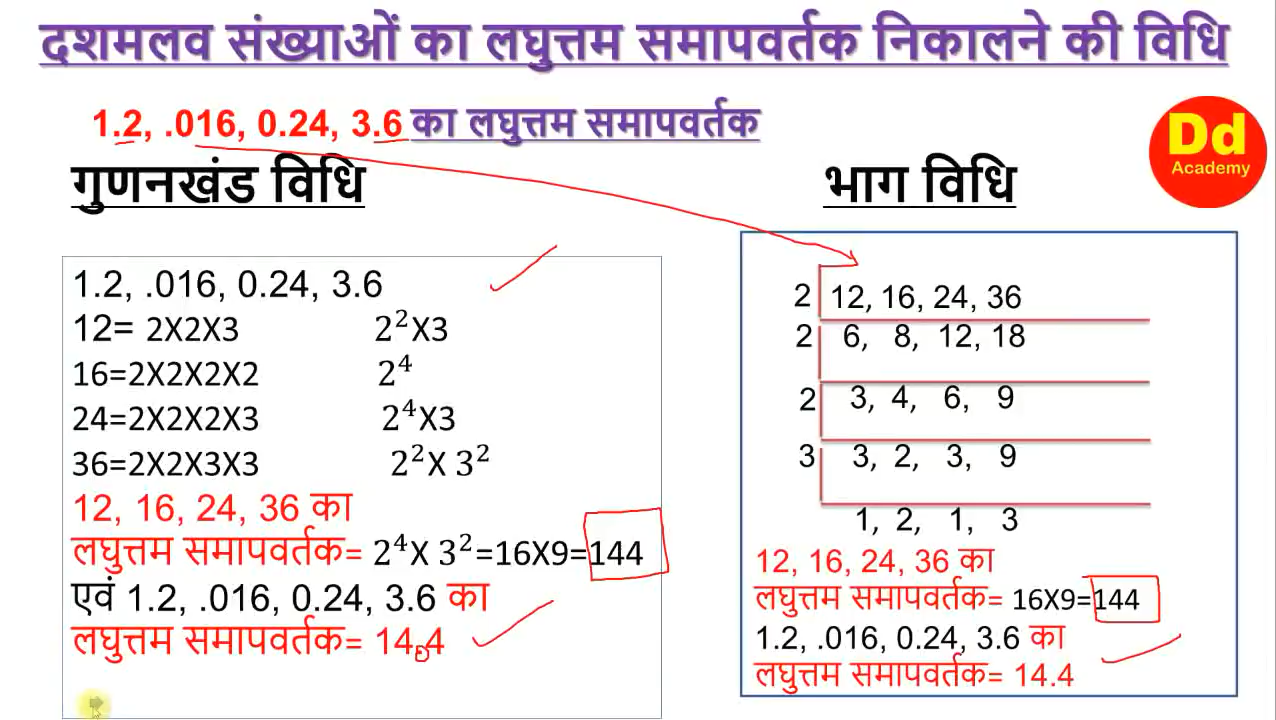 दशमलव संख्याओं का लघुत्तम समापवर्तक निकालने की विधि
1.2, .016, 0.24, 3.6 का लघुत्तम समापवर्तक
Dd
Academy
गुणनखंड विधि
1.2, .016, 0.24, 3.6
12= 2X2X3 2²X3
16=2X2X2X2 2⁴
24=2X2X2X3 2⁴X3
36=2X2X3X3 2²X 3²
12, 16, 24, 36 का
लघुत्तम समापवर्तक= 2⁴X 3²=16X9=144
एवं 1.2, .016, 0.24, 3.6 का
लघुत्तम समापवर्तक= 14.4
भाग विधि
2 12, 16, 24, 36
2 6, 8, 12, 18
2 3, 4, 6, 9
3 3, 2, 3, 9
1, 2, 1, 3
12, 16, 24, 36 का
लघुत्तम समापवर्तक= 16X9=144
1.2, .016, 0.24, 3.6 का
लघुत्तम समापवर्तक= 14.4